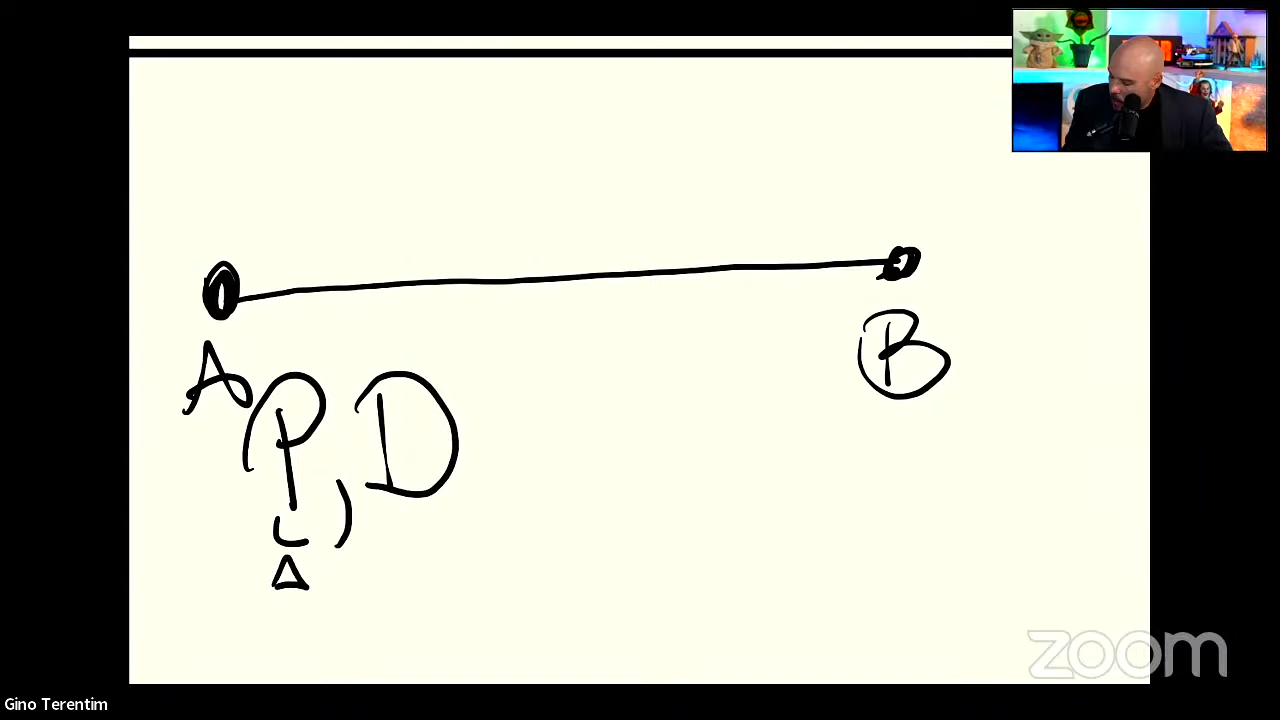 A
B
P, D
L
Δ
zoom
Gino Terentim